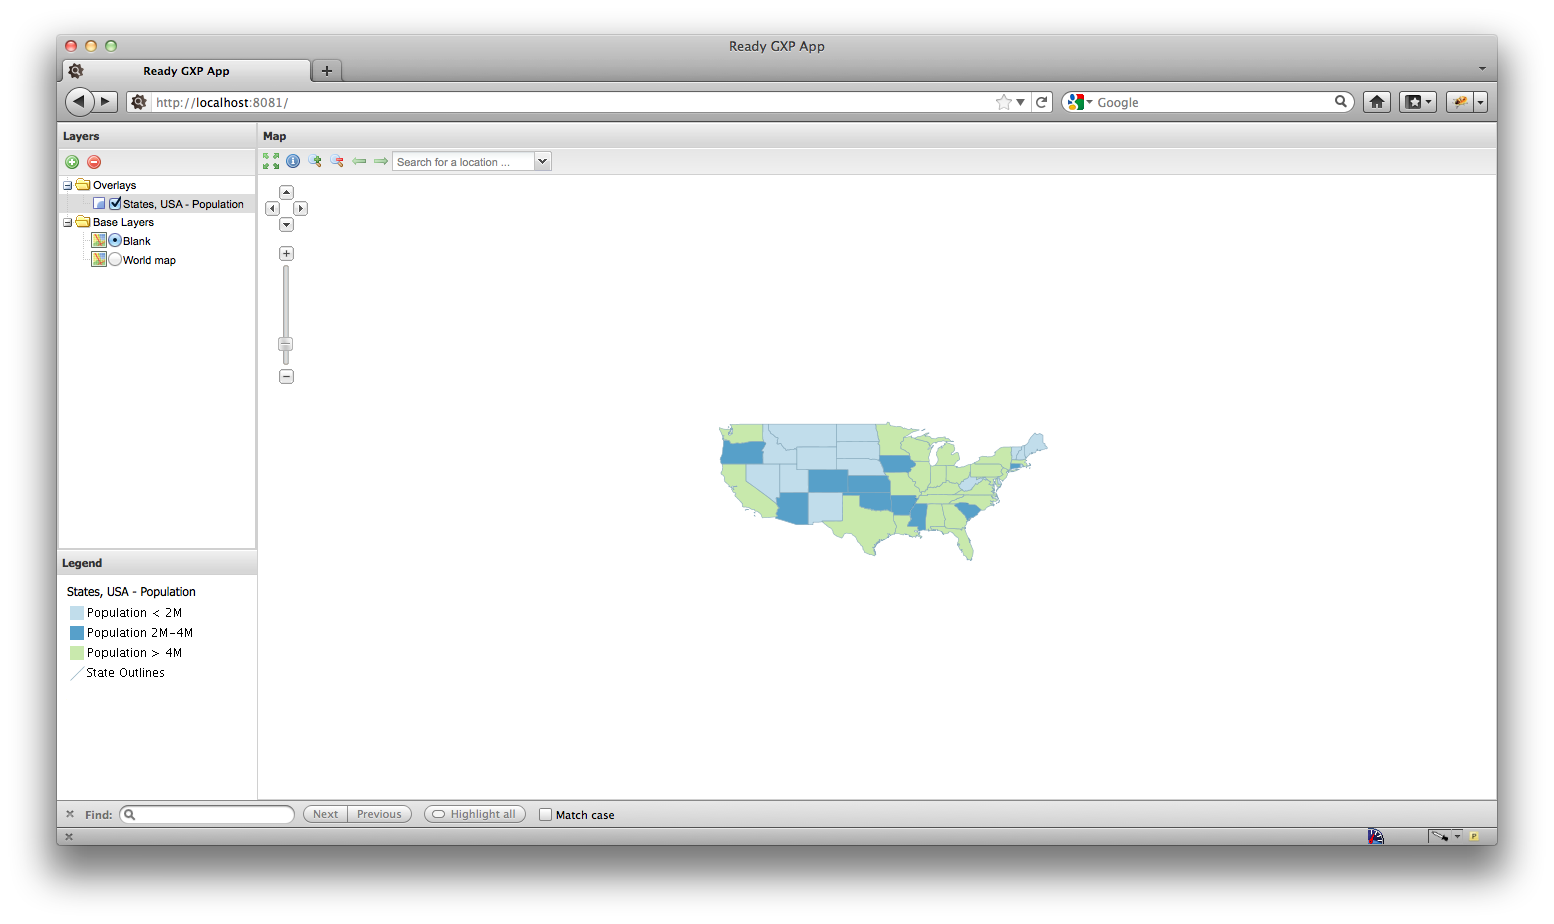 Ready GXP App
Ready GXP App
http://localhost:8081/
Google
Layers
Map
Search for a location ...
Overlays
States, USA - Population
Base Layers
Blank
World map
Legend
States, USA - Population
Population < 2M
Population 2M-4M
Population > 4M
State Outlines
Find:
Next
Previous
Highlight all
Match case
P